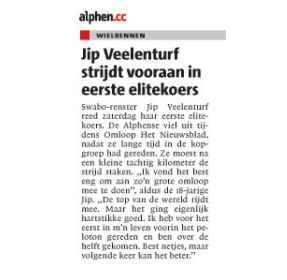 alphen.cc
WIELRENNEN
Jip Veelenturf
strijdt vooraan in
eerste elitekoers
Swabo-renster Jip Veelenturf
reed zaterdag haar eerste elite-
koers. De Alphense viel uit tij-
dens Omloop Het Nieuwsblad,
nadat ze lange tijd in de kop-
groep had gereden. Ze moest na
een kleine tachtig kilometer de
strijd staken. „Ik vond het best
eng om aan zo’n grote omloop
mee te doen”, aldus de 18-jarige
Jip. „De top van de wereld rijdt
mee. Maar het ging eigenlijk
hartstikke goed. Ik heb voor het
eerst in m’n leven voorin het pe-
loton gereden en ben over de
helft gekomen. Best netjes, maar
volgende keer kan het beter.”